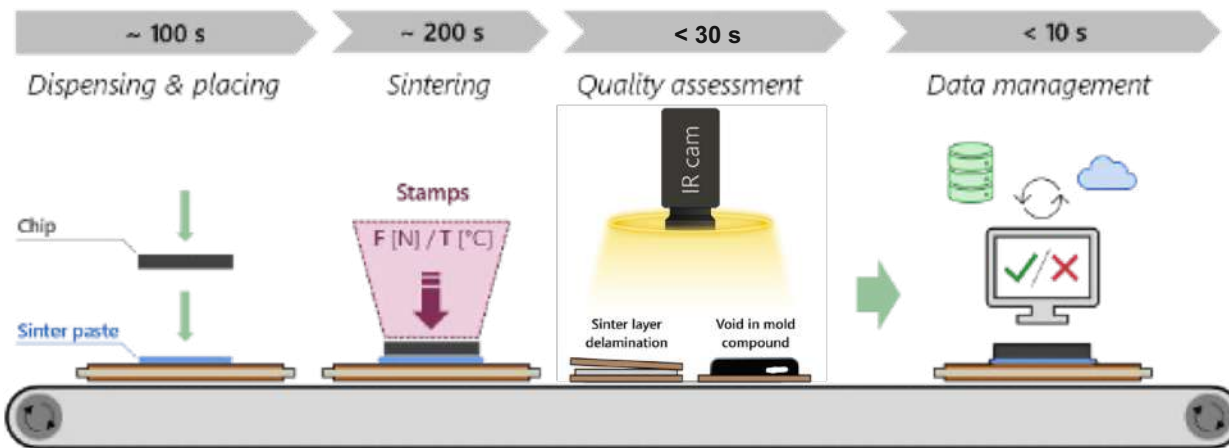 ~ 100 s
~ 200 s
< 30 s
< 10 s
Dispensing & placing
Sintering
Quality assessment
Data management
IR cam
Stamps
F [N] / T [°C]
Chip
Sinter paste
Sinter layer
delamination
Void in mold
compound